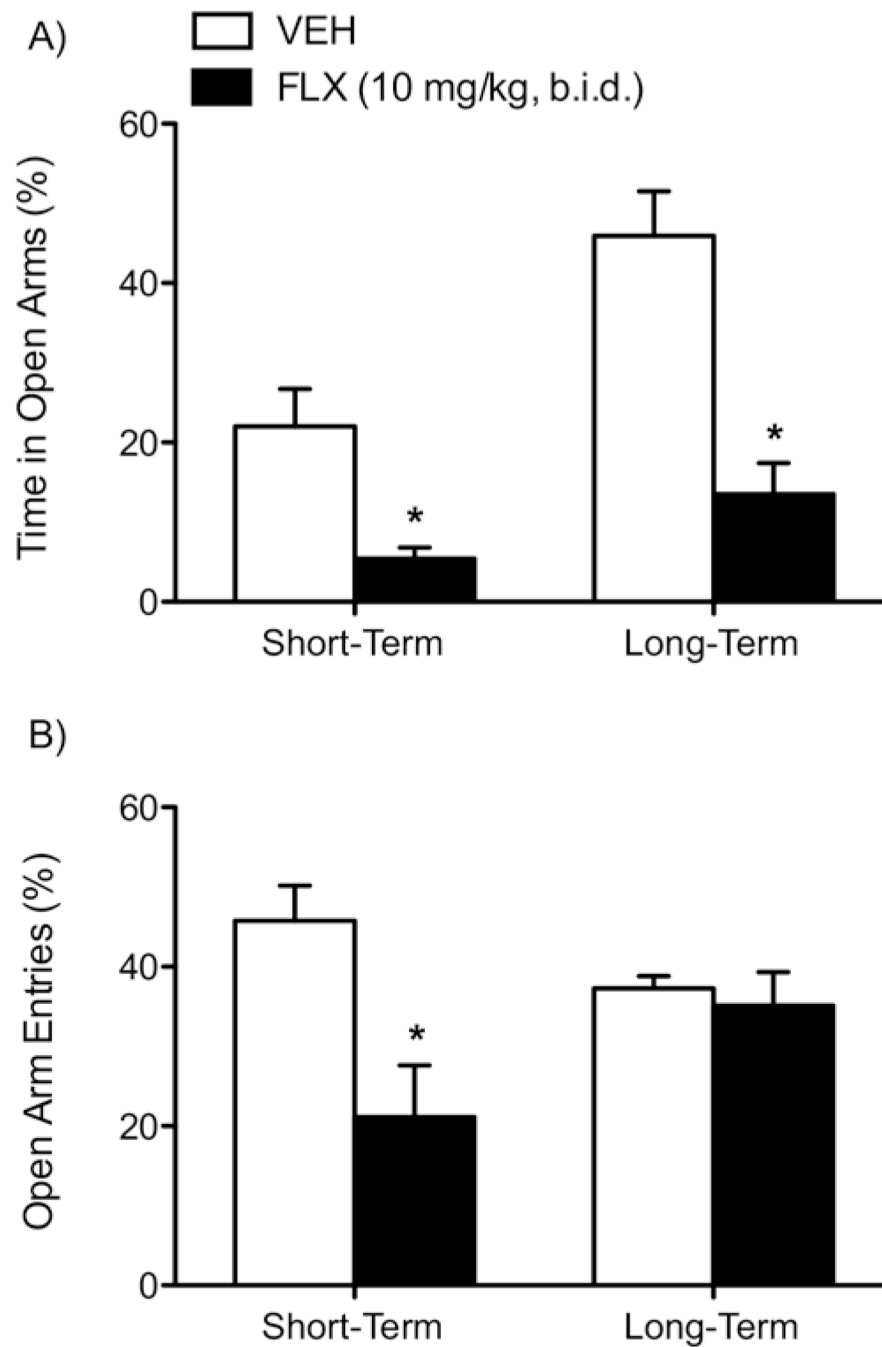 A)
VEH
FLX (10 mg/kg, b.i.d.)
Time in Open Arms (%)
60
40
20
0
*
*
Short-Term
Long-Term
B)
Open Arm Entries (%)
60
40
20
0
*
Short-Term
Long-Term